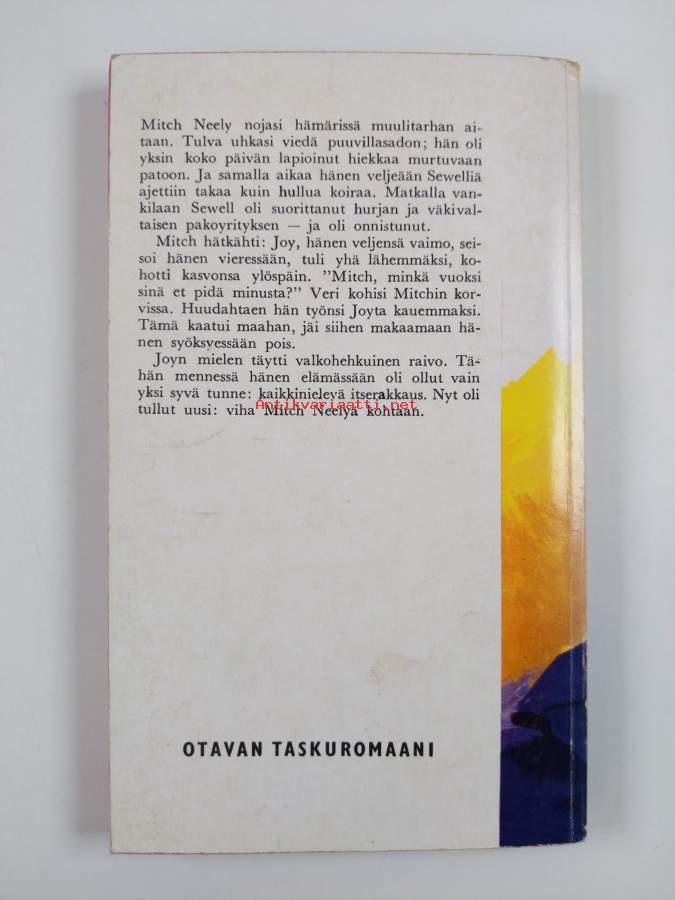 Mitch Neely nojasi hämärissä muulitarhan ai-
taan. Tulva uhkasi viedä puuvillasadon; hän oli
yksin koko päivän lapioinut hiekkaa murtuvaan
patoon. Ja samalla aikaa hänen veljeään Sewelliä
ajettiin takaa kuin hullua koiraa. Matkalla van-
kilaan Sewell oli suorittanut hurjan ja väkival-
taisen pakoyrityksen — ja oli onnistunut.
Mitch hätkähti: Joy, hänen veljensä vaimo, sei-
soi hänen vieressään, tuli yhä lähemmäksi, ko-
hotti kasvonsa ylöspäin. ”Mitch, minkä vuoksi
sinä et pidä minusta?” Veri kohisi Mitchin kor-
vissa. Huudahtaen hän työnsi Joyta kauemmaksi.
Tämä kaatui maahan, jäi siihen makaamaan hä-
nen syöksyessään pois.
Joyn mielen täytti valkohehkuinen raivo. Tä-
hän mennessä hänen elämässään oli ollut vain
yksi syvä tunne: kaikkinielevä itserakkaus. Nyt oli
tullut uusi: viha Mitch Neelyä kohtaan.
Antikvariaatti.net
OTAVAN TASKUROMAANI